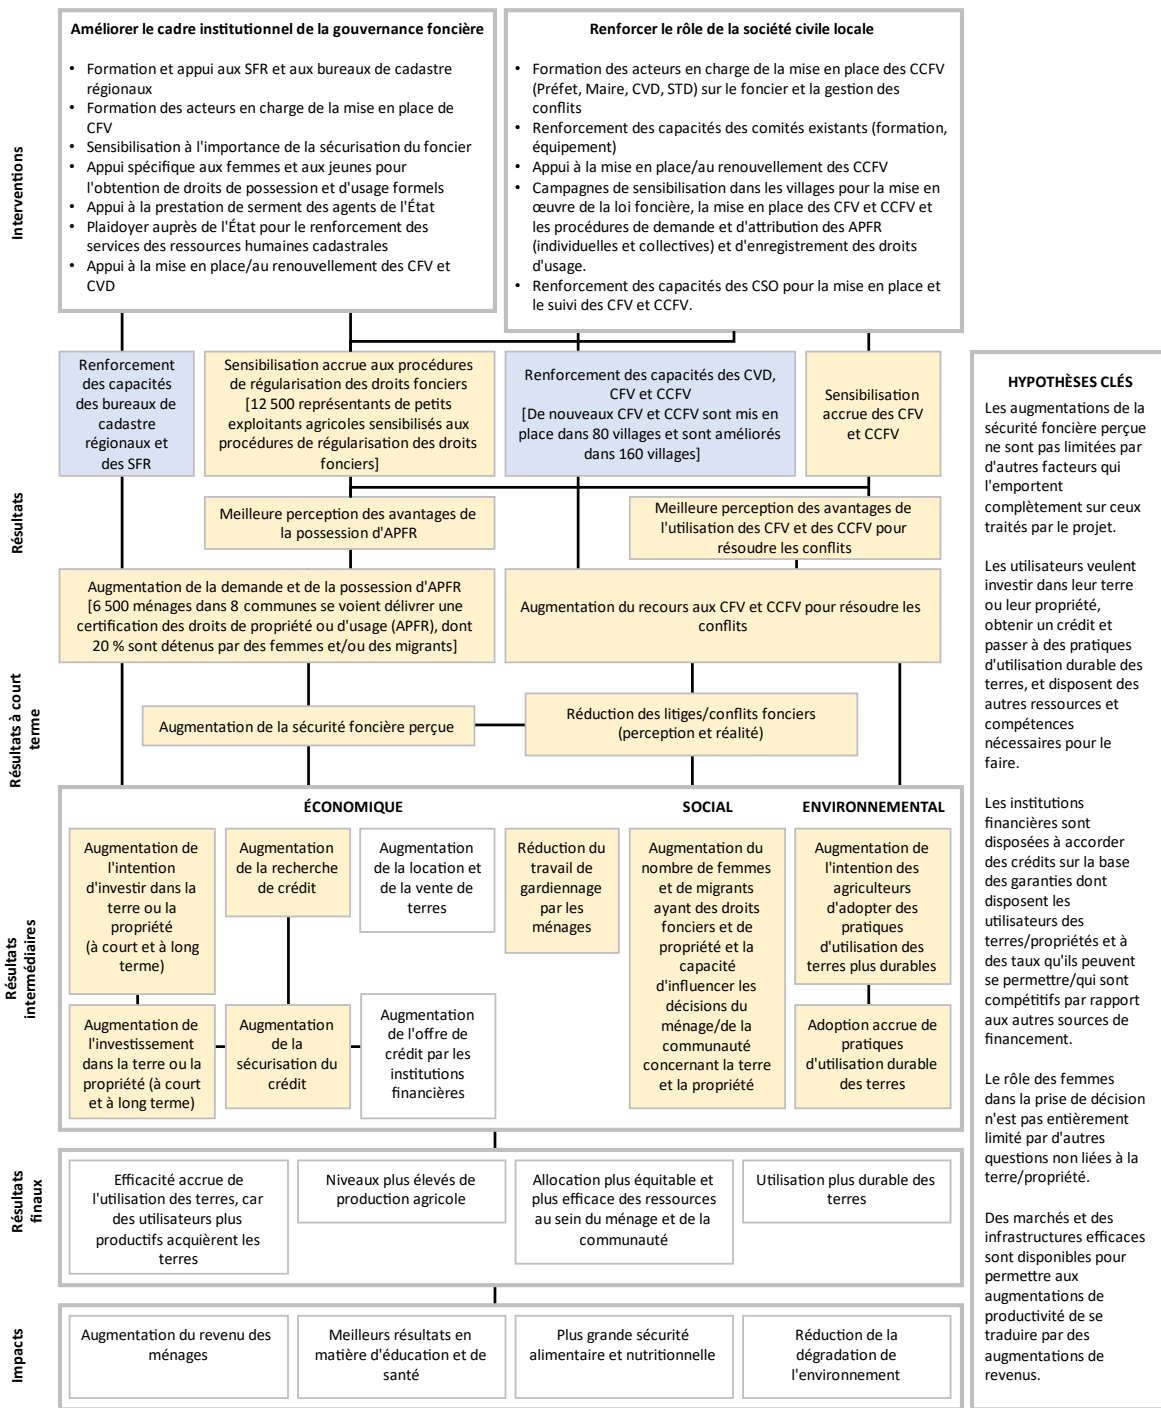 Interventions
Améliorer le cadre institutionnel de la gouvernance foncière
• Formation et appui aux SFR et aux bureaux de cadastre
régionaux
• Formation des acteurs en charge de la mise en place de
CFV
• Sensibilisation à l'importance de la sécurisation du foncier
• Appui spécifique aux femmes et aux jeunes pour
l'obtention de droits de possession et d'usage formels
• Appui à la prestation de serment des agents de l'État
• Plaidoyer auprès de l'État pour le renforcement des
services des ressources humaines cadastrales
• Appui à la mise en place/au renouvellement des CFV et
CVD
Renforcer le rôle de la société civile locale
• Formation des acteurs en charge de la mise en place des CCFV
(Préfet, Maire, CVD, STD) sur le foncier et la gestion des
conflits
• Renforcement des capacités des comités existants (formation,
équipement)
• Appui à la mise en place/au renouvellement des CCFV
• Campagnes de sensibilisation dans les villages pour la mise en
œuvre de la loi foncière, la mise en place des CFV et CCFV et
les procédures de demande et d'attribution des APFR
(individuelles et collectives) et d'enregistrement des droits
d'usage.
• Renforcement des capacités des CSO pour la mise en place et
le suivi des CFV et CCFV.
Résultats
Renforcement
des capacités
des bureaux de
cadastre
régionaux et
des SFR
Sensibilisation accrue aux procédures
de régularisation des droits fonciers
[12 500 représentants de petits
exploitants agricoles sensibilisés aux
procédures de régularisation des droits
fonciers]
Renforcement des capacités des CVD,
CFV et CCFV
[De nouveaux CFV et CCFV sont mis en
place dans 80 villages et sont améliorés
dans 160 villages]
Sensibilisation
accrue des CFV
et CCFV
Meilleure perception des avantages de
la possession d'APFR
Meilleure perception des avantages de
l'utilisation des CFV et des CCFV pour
résoudre les conflits
Résultats à court
terme
Augmentation de la demande et de la possession d'APFR
[6 500 ménages dans 8 communes se voient délivrer une
certification des droits de propriété ou d'usage (APFR), dont
20 % sont détenus par des femmes et/ou des migrants]
Augmentation du recours aux CFV et CCFV pour résoudre les
conflits
Augmentation de la sécurité foncière perçue
Réduction des litiges/conflits fonciers
(perception et réalité)
Résultats
intermédiaires
ÉCONOMIQUE
SOCIAL
ENVIRONNEMENTAL
Augmentation de
l'intention
d'investir dans la
terre ou la
propriété
(à court et à long
terme)
Augmentation
de la recherche
de crédit
Augmentation
de la location et
de la vente de
terres
Réduction du
travail de
gardiennage
par les
ménages
Augmentation du
nombre de femmes
et de migrants
ayant des droits
fonciers et de
propriété et la
capacité
d'influencer les
décisions du
ménage/de la
communauté
concernant la terre
et la propriété
Augmentation de
l'intention des
agriculteurs
d'adopter des
pratiques
d'utilisation des
terres plus durables
Augmentation de
l'investissement
dans la terre ou la
propriété (à court
et à long terme)
Augmentation
de la
sécurisation du
crédit
Augmentation
de l'offre de
crédit par les
institutions
financières
Adoption accrue de
pratiques
d'utilisation durable
des terres
Résultats
finaux
Efficacité accrue de
l'utilisation des terres, car
des utilisateurs plus
productifs acquièrent les
terres
Niveaux plus élevés de
production agricole
Allocation plus équitable et
plus efficace des ressources
au sein du ménage et de la
communauté
Utilisation plus durable des
terres
Impacts
Augmentation du revenu des
ménages
Meilleurs résultats en
matière d'éducation et de
santé
Plus grande sécurité
alimentaire et nutritionnelle
Réduction de la
dégradation de
l'environnement
HYPOTHÈSES CLÉS
Les augmentations de la
sécurité foncière perçue
ne sont pas limitées par
d'autres facteurs qui
l'emportent
complètement sur ceux
traités par le projet.
Les utilisateurs veulent
investir dans leur terre
ou leur propriété,
obtenir un crédit et
passer à des pratiques
d'utilisation durable des
terres, et disposent des
autres ressources et
compétences
nécessaires pour le
faire.
Les institutions
financières sont
disposées à accorder
des crédits sur la base
des garanties dont
disposent les
utilisateurs des
terres/propriétés et à
des taux qu'ils peuvent
se permettre/qui sont
compétitifs par rapport
aux autres sources de
financement.
Le rôle des femmes
dans la prise de décision
n'est pas entièrement
limité par d'autres
questions non liées à la
terre/propriété.
Des marchés et des
infrastructures efficaces
sont disponibles pour
permettre aux
augmentations de
productivité de se
traduire par des
augmentations de
revenus.